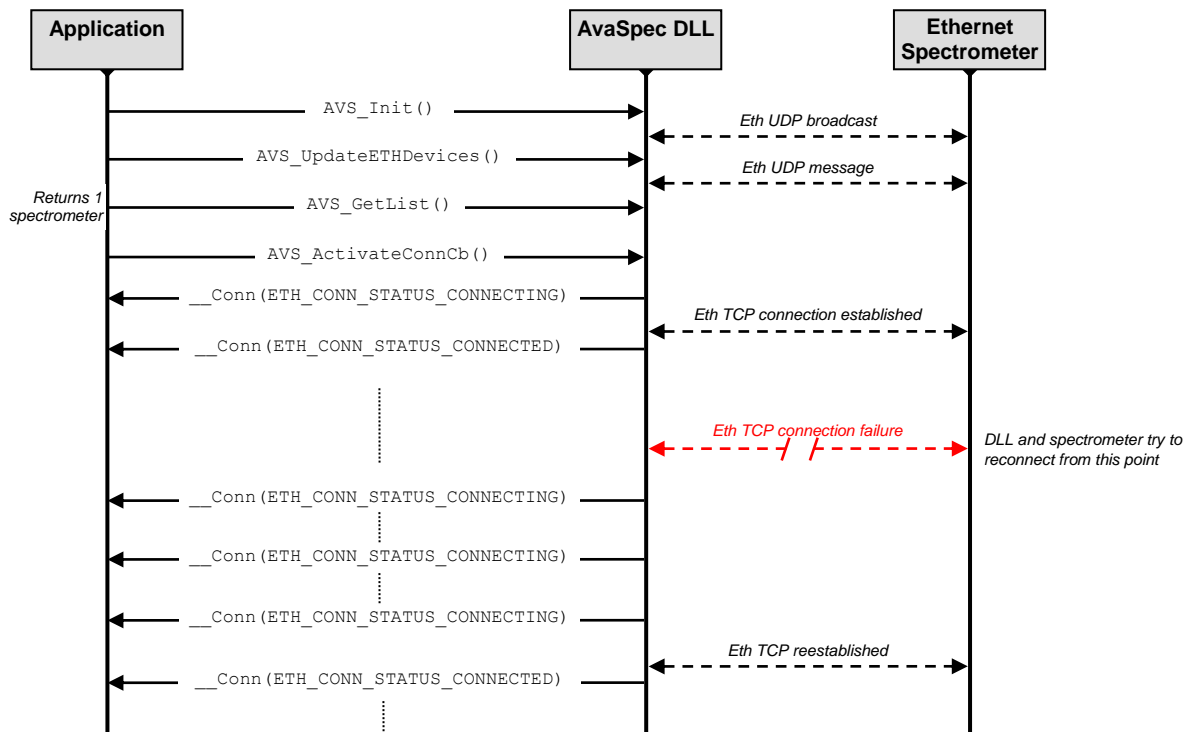 Application
AvaSpec DLL
Ethernet
Spectrometer
AVS_Init()
Eth UDP broadcast
AVS_UpdateETHDevices()
Eth UDP message
Returns 1
spectrometer
AVS_GetList()
AVS_ActivateConnCb()
__Conn(ETH_CONN_STATUS_CONNECTING)
Eth TCP connection established
__Conn(ETH_CONN_STATUS_CONNECTED)
Eth TCP connection failure
DLL and spectrometer try to
reconnect from this point
__Conn(ETH_CONN_STATUS_CONNECTING)
__Conn(ETH_CONN_STATUS_CONNECTING)
__Conn(ETH_CONN_STATUS_CONNECTING)
Eth TCP reestablished
__Conn(ETH_CONN_STATUS_CONNECTED)